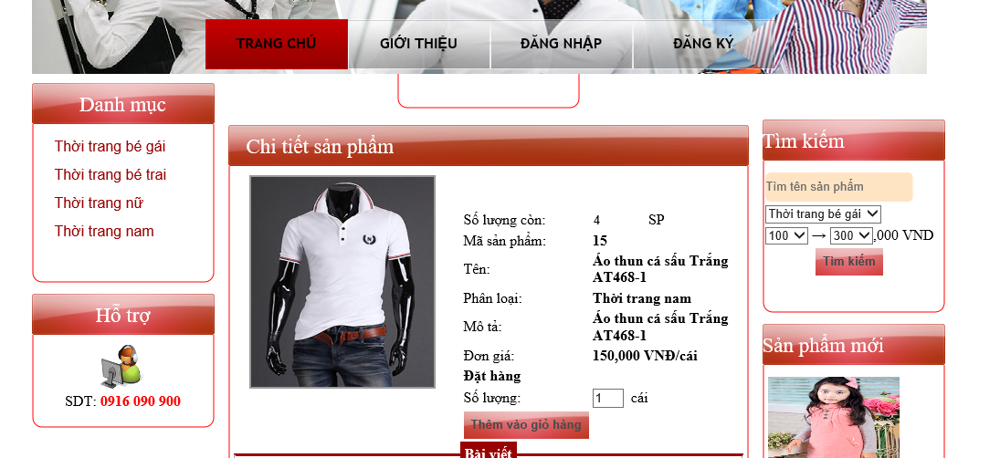 TRANG CHỦ
GIỚI THIỆU
ĐĂNG NHẬP
ĐĂNG KÝ
Danh mục
Thời trang bé gái
Thời trang bé trai
Thời trang nữ
Thời trang nam
Hỗ trợ
SDT: 0916 090 900
Chi tiết sản phẩm
Số lượng còn: 4 SP
Mã sản phẩm: 15
Tên: Áo thun cá sấu Trắng
AT468-1
Phân loại: Thời trang nam
Mô tả: Áo thun cá sấu Trắng
AT468-1
Đơn giá: 150,000 VNĐ/cái
Đặt hàng
Số lượng: 1 cái
Thêm vào giỏ hàng
Bài viết
Tìm kiếm
Tìm tên sản phẩm
Thời trang bé gái
100 → 300 ,000 VND
Tìm kiếm
Sản phẩm mới